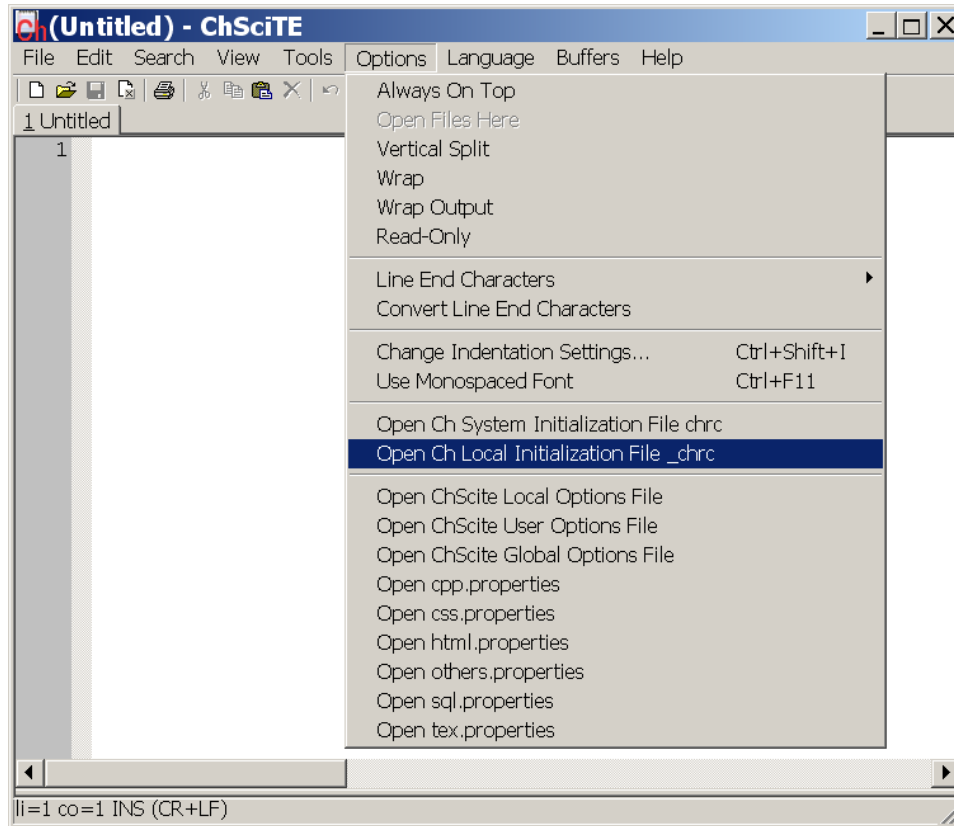 Ch (Untitled) - ChSciTE
File Edit Search View Tools Options Language Buffers Help
1 Untitled
1
Always On Top
Open Files Here
Vertical Split
Wrap
Wrap Output
Read-Only
Line End Characters
Convert Line End Characters
Change Indentation Settings... Ctrl+Shift+I
Use Monospaced Font Ctrl+F11
Open Ch System Initialization File chrc
Open Ch Local Initialization File _chrc
Open ChScite Local Options File
Open ChScite User Options File
Open ChScite Global Options File
Open cpp.properties
Open css.properties
Open html.properties
Open others.properties
Open sql.properties
Open tex.properties
li=1 co=1 INS (CR+LF)